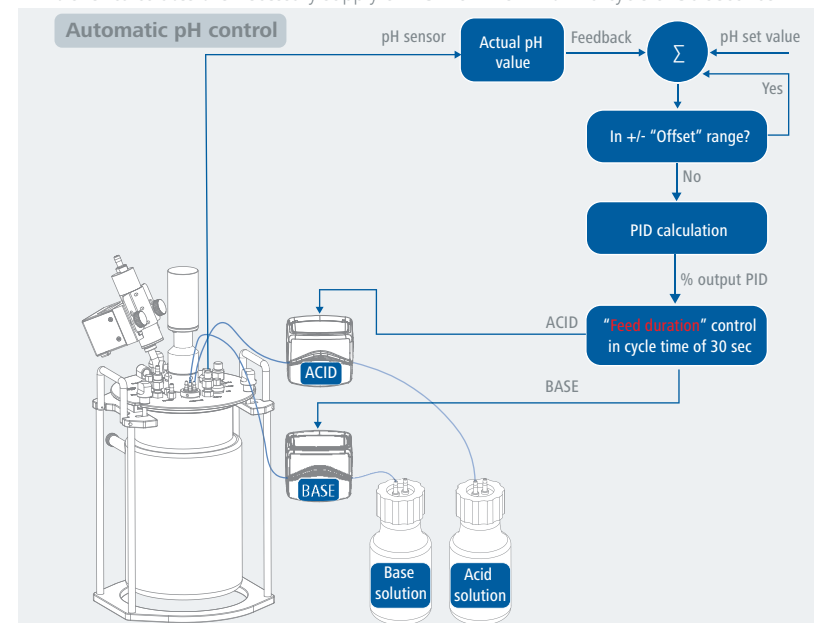 Automatic pH control
pH sensor
Actual pH
value
Feedback
Σ
pH set value
Yes
In +/- “Offset” range?
No
PID calculation
% output PID
“Feed duration” control
in cycle time of 30 sec
ACID
BASE
ACID
BASE
Base
solution
Acid
solution